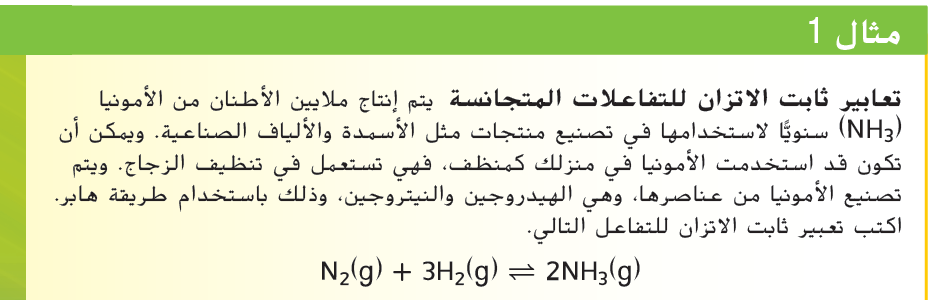 مثال 1
تعابير ثابت الاتزان للتفاعلات المتجانسة يتم إنتاج ملايين الأطنان من الأمونيا
(NH₃) سنويًّا لاستخدامها في تصنيع منتجات مثل الأسمدة والألياف الصناعية. ويمكن أن
تكون قد استخدمت الأمونيا في منزلك كمنظف، فهي تستعمل في تنظيف الزجاج. ويتم
تصنيع الأمونيا من عناصرها، وهي الهيدروجين والنيتروجين، وذلك باستخدام طريقة هابر.
اكتب تعبير ثابت الاتزان للتفاعل التالي.
N₂(g) + 3H₂(g) ⇌ 2NH₃(g)